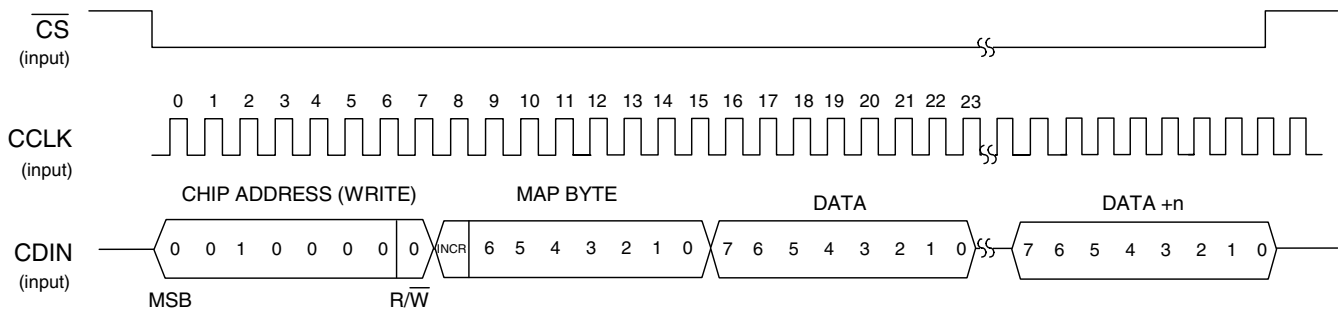 CS
(input)
0 1 2 3 4 5 6 7 8 9 10 11 12 13 14 15 16 17 18 19 20 21 22 23
CCLK
(input)
CHIP ADDRESS (WRITE) MAP BYTE DATA DATA +n
CDIN 0 0 1 0 0 0 0 0 INCR 6 5 4 3 2 1 0 7 6 5 4 3 2 1 0 7 6 5 4 3 2 1 0
(input)
MSB R/W